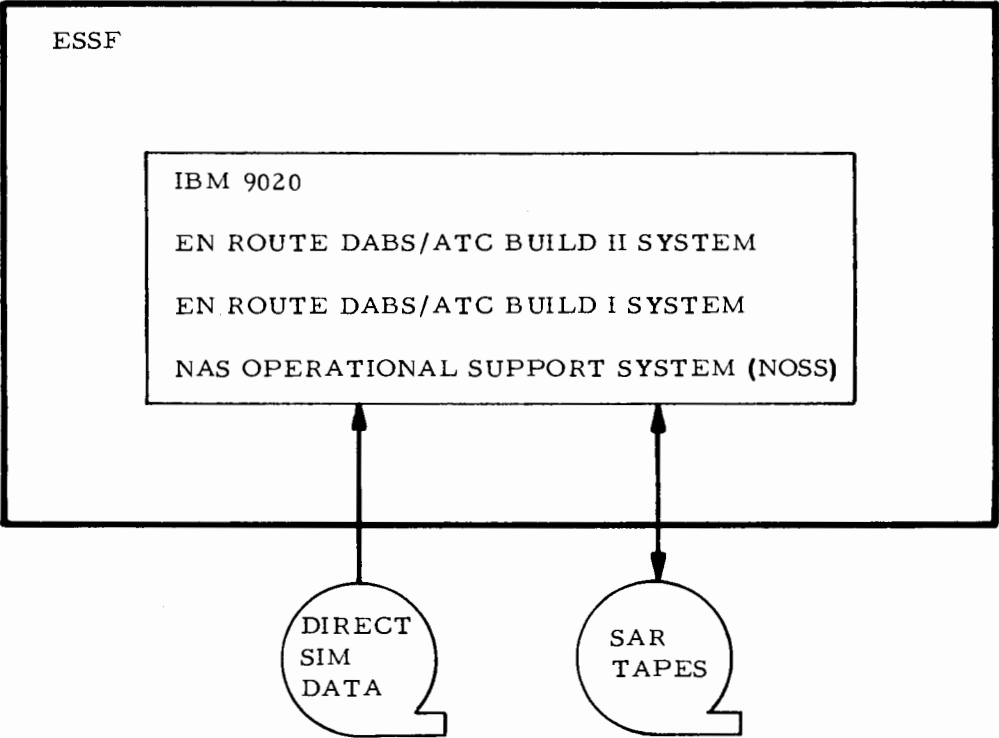 ESSF
IBM 9020
EN ROUTE DABS/ATC BUILD II SYSTEM
EN ROUTE DABS/ATC BUILD I SYSTEM
NAS OPERATIONAL SUPPORT SYSTEM (NOSS)
DIRECT
SIM
DATA
SAR
TAPES